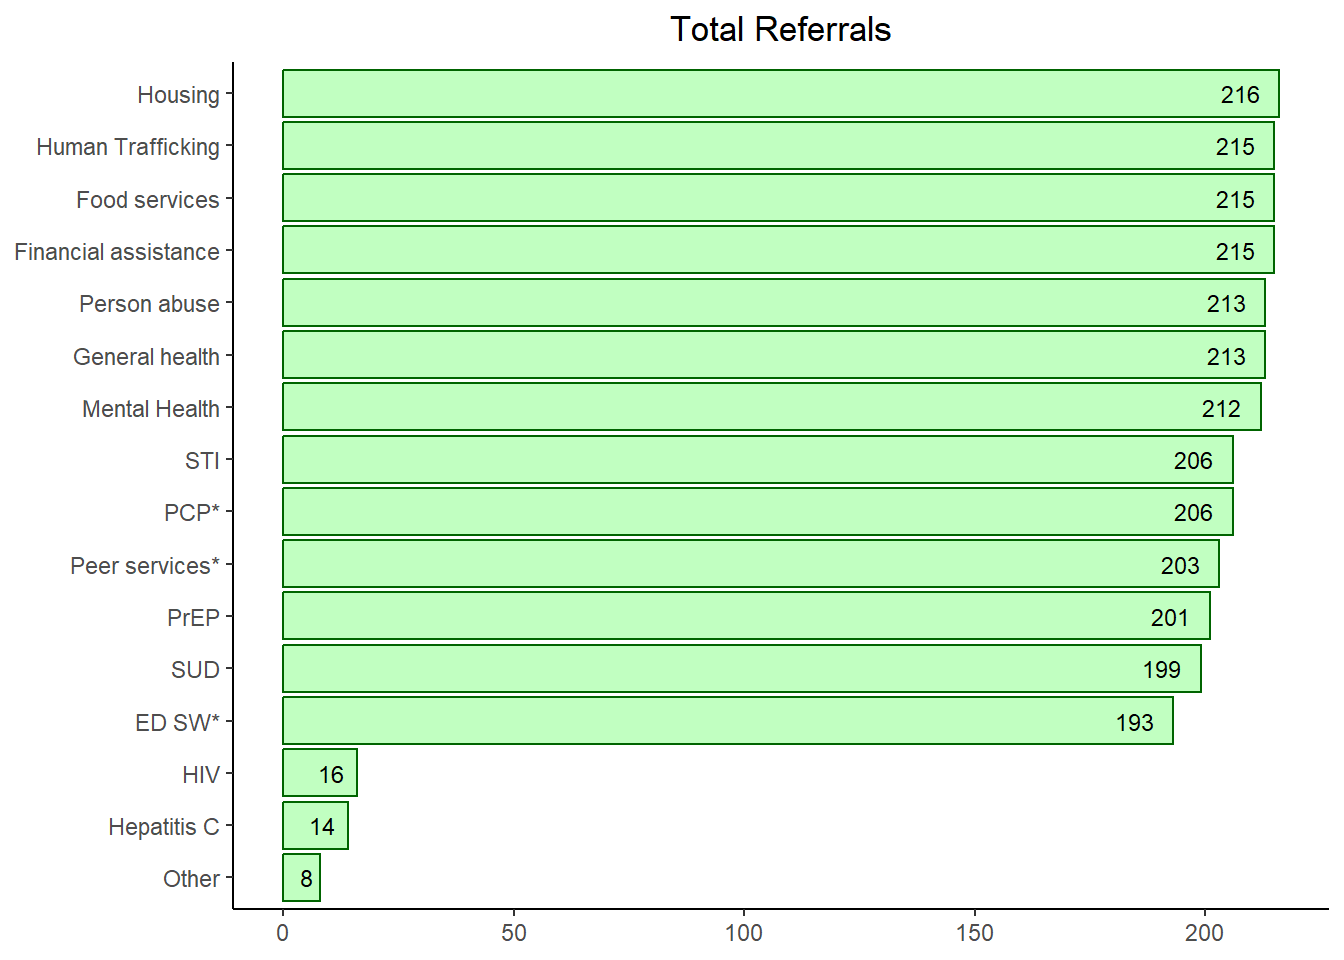 Total Referrals
Housing 216
Human Trafficking 215
Food services 215
Financial assistance 215
Person abuse 213
General health 213
Mental Health 212
STI 206
PCP* 206
Peer services* 203
PrEP 201
SUD 199
ED SW* 193
HIV 16
Hepatitis C 14
Other 8
0 50 100 150 200